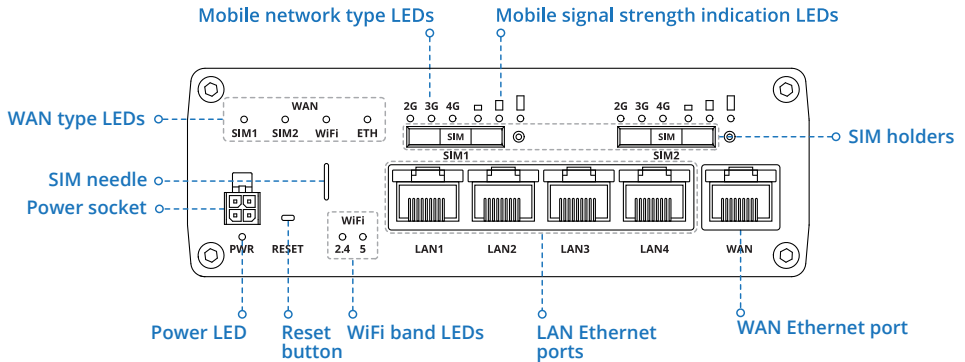 Mobile network type LEDs
Mobile signal strength indication LEDs
WAN
2G 3G 4G
2G 3G 4G
WAN type LEDs
SIM1 SIM2 WiFi ETH
SIM
SIM
SIM holders
SIM1
SIM2
SIM needle
Power socket
WiFi
2.4 5
PWR
RESET
LAN1
LAN2
LAN3
LAN4
WAN
Power LED
Reset
button
WiFi band LEDs
LAN Ethernet
ports
WAN Ethernet port